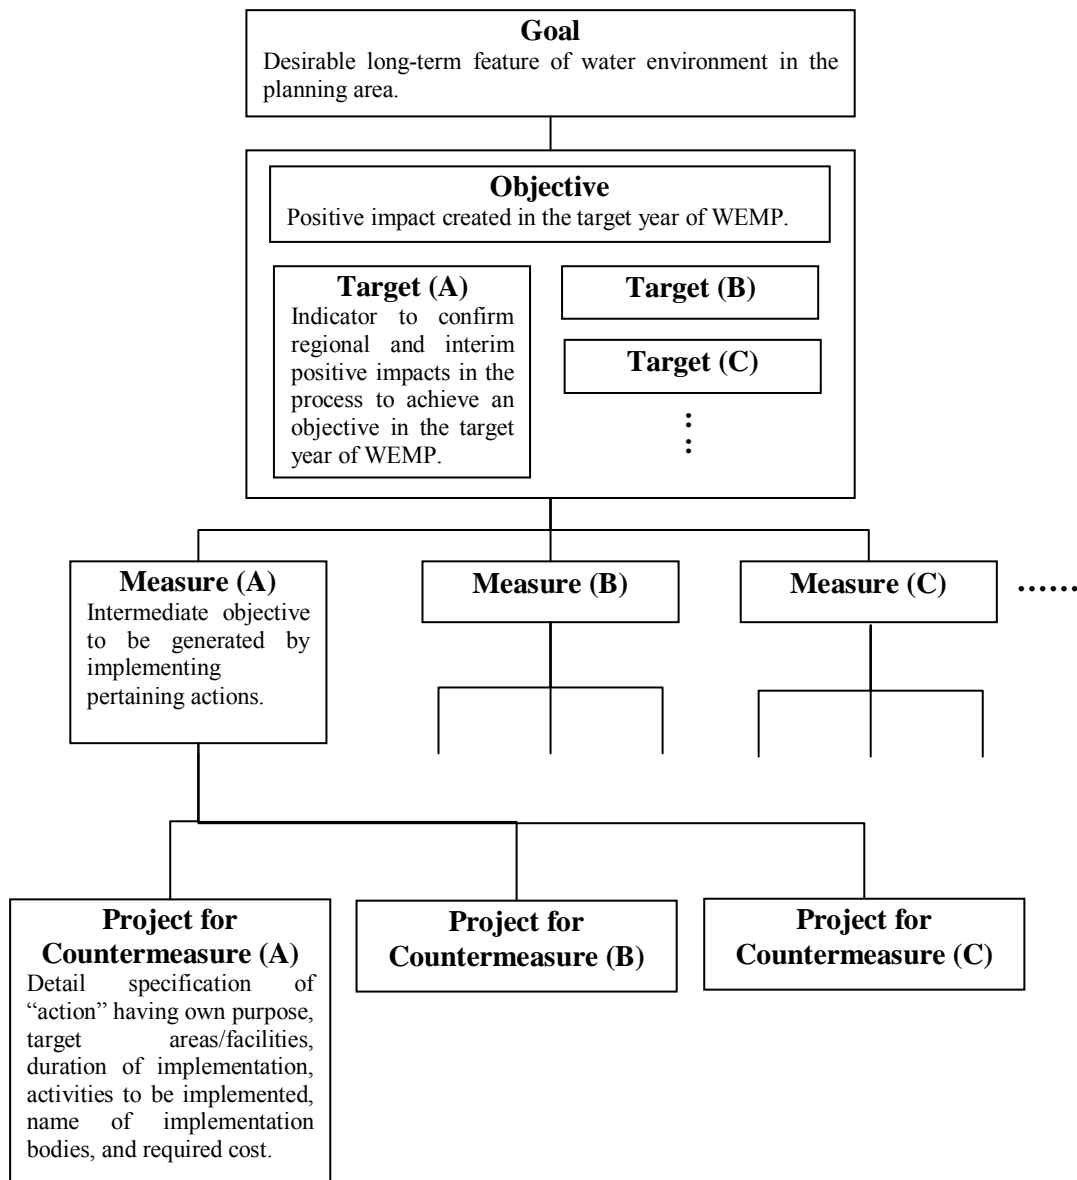 Goal
Desirable long-term feature of water environment in the
planning area.
Objective
Positive impact created in the target year of WEMP.
Target (A)
Indicator to confirm
regional and interim
positive impacts in the
process to achieve an
objective in the target
year of WEMP.
Target (B)
Target (C)
Measure (A)
Intermediate objective
to be generated by
implementing
pertaining actions.
Measure (B)
Measure (C)
……
Project for
Countermeasure (A)
Detail specification of
“action” having own purpose,
target areas/facilities,
duration of implementation,
activities to be implemented,
name of implementation
bodies, and required cost.
Project for
Countermeasure (B)
Project for
Countermeasure (C)